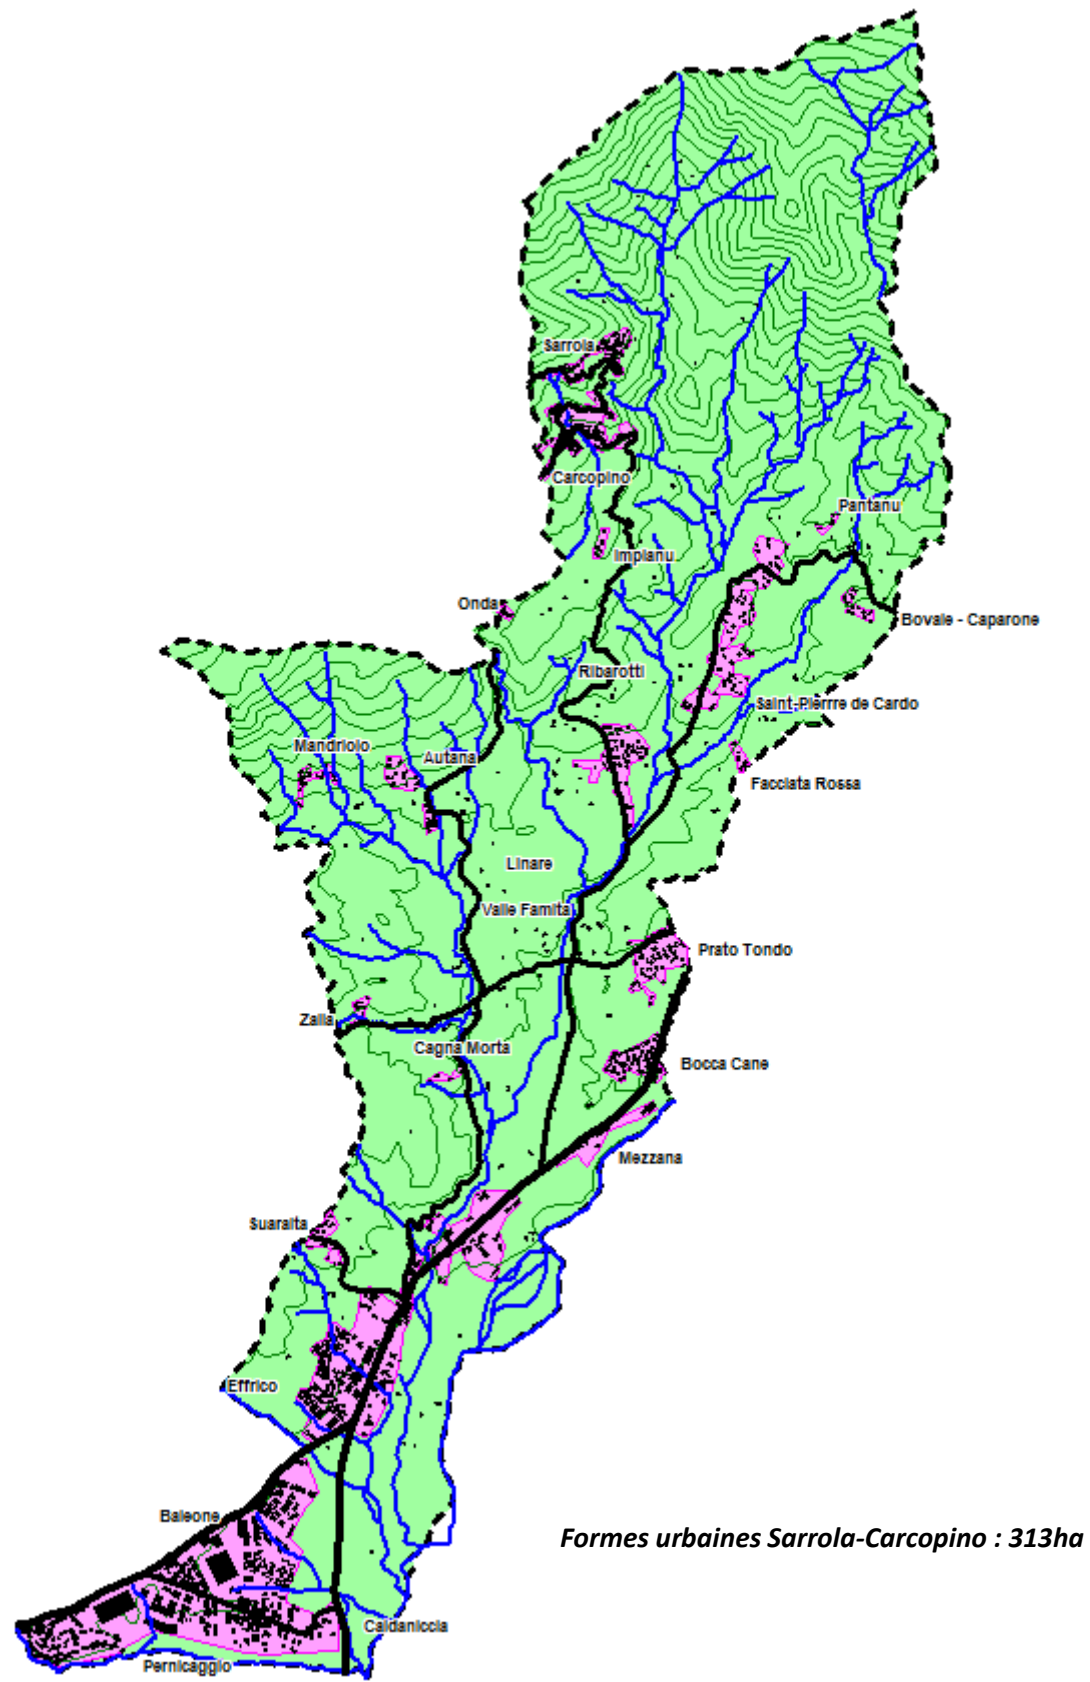 Sarrola
Carcopino
Pantanu
Implanu
Onda
Bovale - Caparone
Ribarotti
Saint-Pierrre de Cardo
Mandriolo
Autana
Facciata Rossa
Linare
Valle Famita
Prato Tondo
Zalla
Cagna Morta
Bocca Cane
Mezzana
Suaralta
Effrico
Baleone
Formes urbaines Sarrola-Carcopino : 313ha
Caldaniccia
Pernicaggio